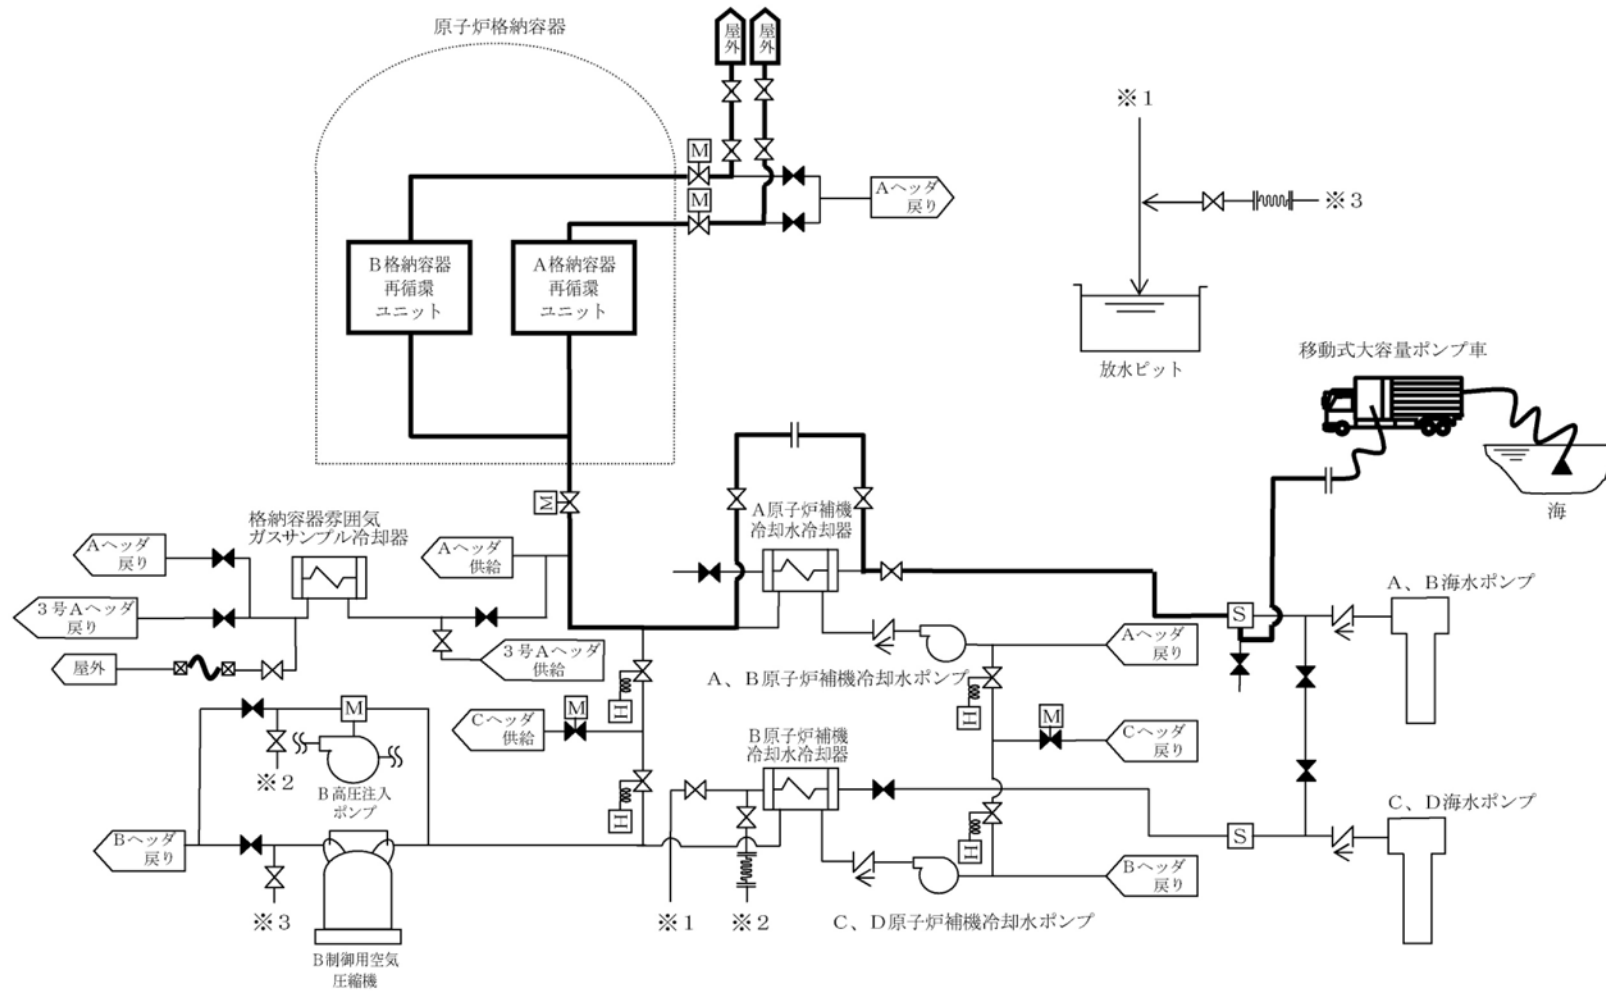 原子炉格納容器
屋外
屋外
※1
M
M
Aヘッダ
戻り
※3
B格納容器
再循環
ユニット
A格納容器
再循環
ユニット
放水ピット
移動式大容量ポンプ車
海
M
A原子炉補機
冷却水冷却器
格納容器雰囲気
ガスサンプル冷却器
Aヘッダ
戻り
Aヘッダ
供給
3号Aヘッダ
戻り
3号Aヘッダ
供給
屋外
A、B海水ポンプ
S
Aヘッダ
戻り
A、B原子炉補機冷却水ポンプ
H
H
M
Cヘッダ
供給
M
M
Cヘッダ
戻り
B原子炉補機
冷却水冷却器
※2
B高圧注入
ポンプ
H
H
C、D海水ポンプ
S
Bヘッダ
戻り
Bヘッダ
戻り
※3
※1
※2
C、D原子炉補機冷却水ポンプ
B制御用空気
圧縮機